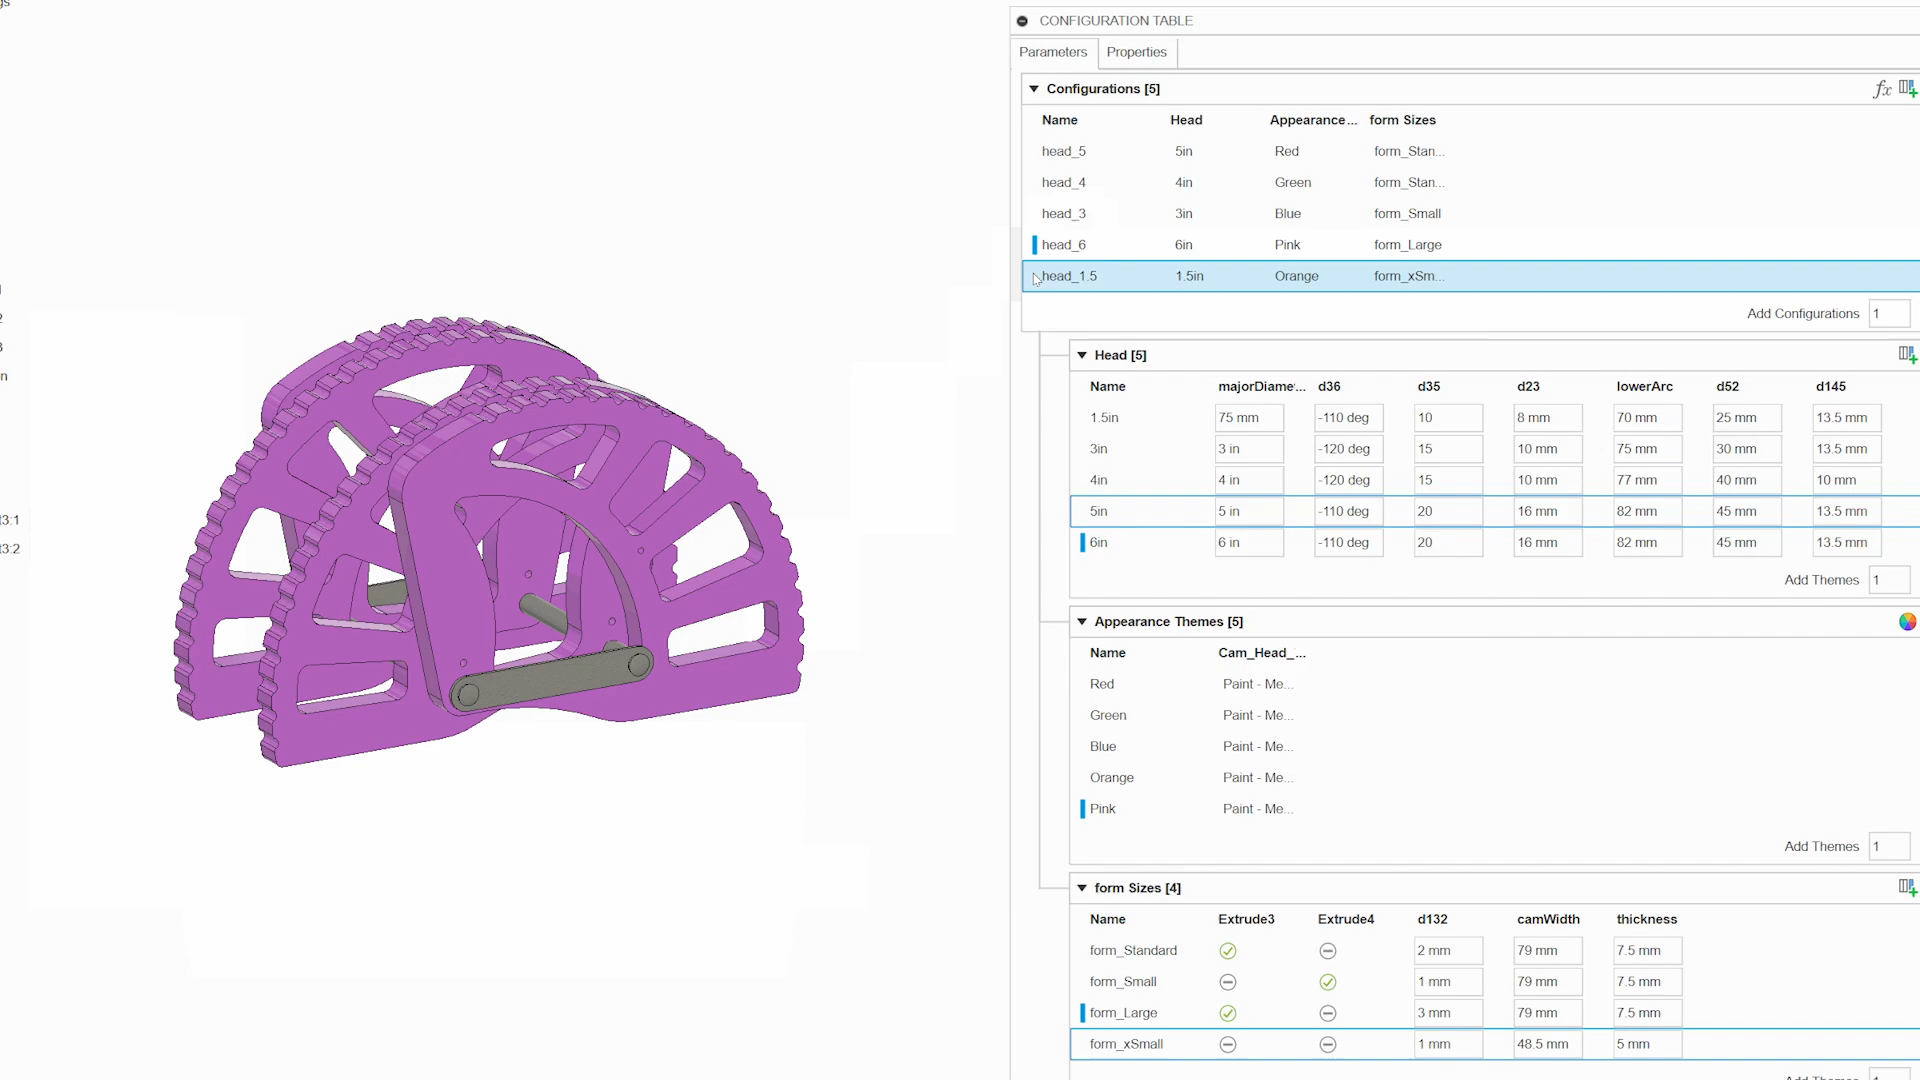 gs
CONFIGURATION TABLE
Parameters Properties
Configurations [5] fx
Name Head Appearance... form Sizes
head_5 5in Red form_Stan...
head_4 4in Green form_Stan...
head_3 3in Blue form_Small
head_6 6in Pink form_Large
head_1.5 1.5in Orange form_xSm...
Add Configurations 1
Head [5]
Name majorDiame... d36 d35 d23 lowerArc d52 d145
1.5in 75 mm -110 deg 10 8 mm 70 mm 25 mm 13.5 mm
3in 3 in -120 deg 15 10 mm 75 mm 30 mm 13.5 mm
4in 4 in -120 deg 15 10 mm 77 mm 40 mm 10 mm
5in 5 in -110 deg 20 16 mm 82 mm 45 mm 13.5 mm
6in 6 in -110 deg 20 16 mm 82 mm 45 mm 13.5 mm
Add Themes 1
Appearance Themes [5]
Name Cam_Head_...
Red Paint - Me...
Green Paint - Me...
Blue Paint - Me...
Orange Paint - Me...
Pink Paint - Me...
Add Themes 1
form Sizes [4]
Name Extrude3 Extrude4 d132 camWidth thickness
form_Standard 2 mm 79 mm 7.5 mm
form_Small 1 mm 79 mm 7.5 mm
form_Large 3 mm 79 mm 7.5 mm
form_xSmall 1 mm 48.5 mm 5 mm
t3:1
t3:2